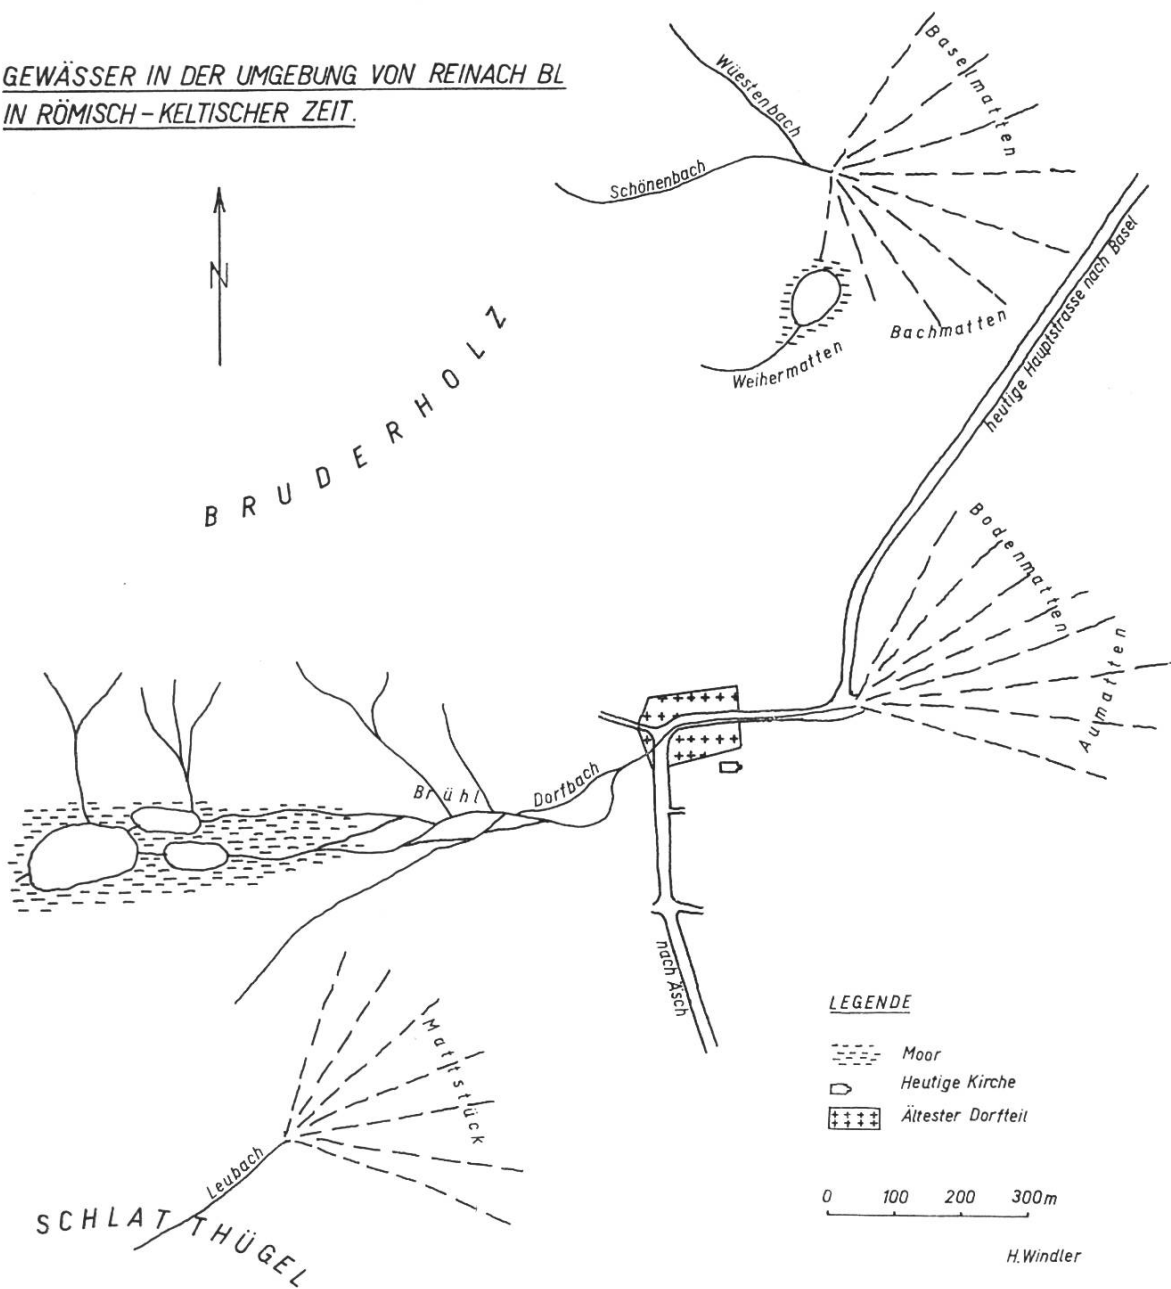 GEWÄSSER IN DER UMGEBUNG VON REINACH BL
IN RÖMISCH-KELTISCHER ZEIT.
N
Wüestenbach
Schönenbach
Baselmatten
Bachmatten
Weihermatten
heutige Hauptstrasse nach Basel
BRUDERHOLZ
Bodenmatten
Aumatten
Brühl
Dorfbach
nach Äsch
Mattstück
Leubach
SCHLATTHÜGEL
LEGENDE
Moor
Heutige Kirche
Ältester Dorfteil
0 100 200 300m
H.Windler